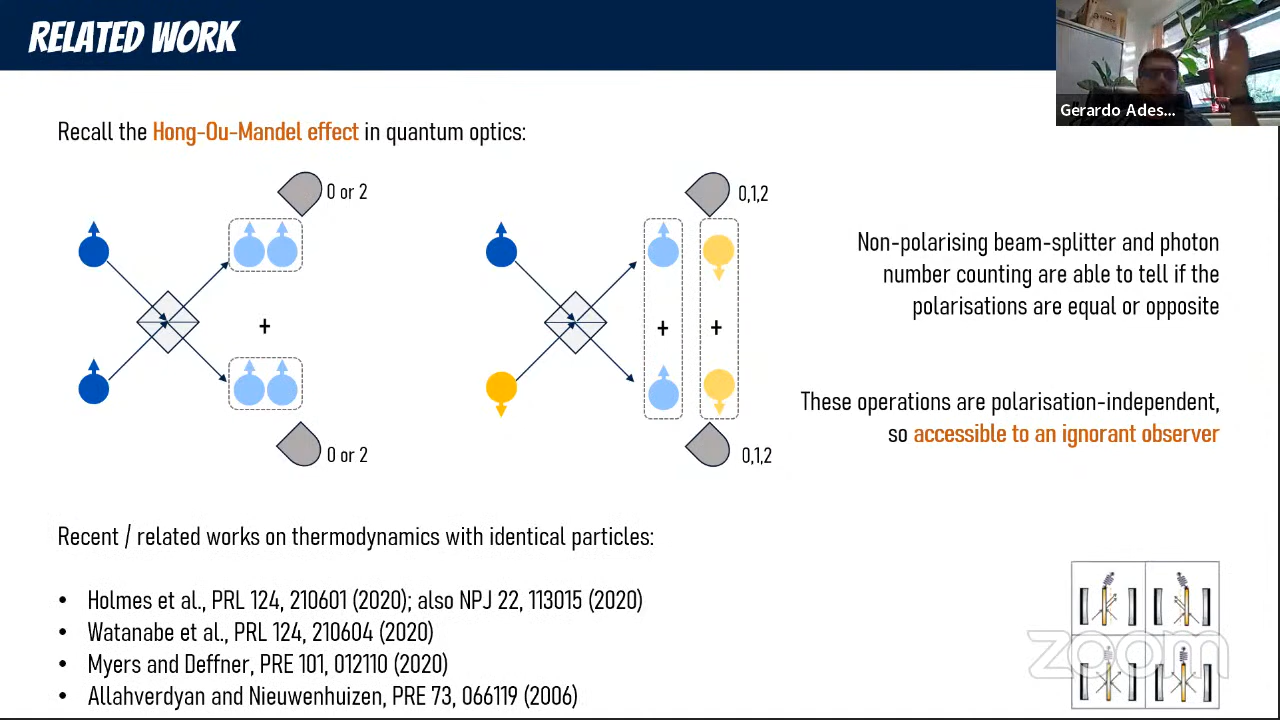 RELATED WORK
Gerardo Ades...
Recall the Hong-Ou-Mandel effect in quantum optics:
0 or 2
0,1,2
+
+
+
0 or 2
0,1,2
Non-polarising beam-splitter and photon
number counting are able to tell if the
polarisations are equal or opposite
These operations are polarisation-independent,
so accessible to an ignorant observer
Recent / related works on thermodynamics with identical particles:
• Holmes et al., PRL 124, 210601 (2020); also NPJ 22, 113015 (2020)
• Watanabe et al., PRL 124, 210604 (2020)
• Myers and Deffner, PRE 101, 012110 (2020)
• Allahverdyan and Nieuwenhuizen, PRE 73, 066119 (2006)
zoom